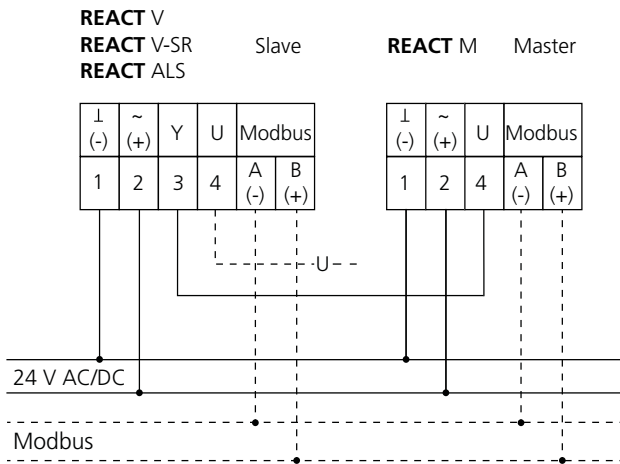 REACT V
REACT V-SR Slave REACT M Master
REACT ALS
⊥ ~ Y U Modbus ⊥ ~ U Modbus
(-) (+) (-) (+)
1 2 3 4 A B 1 2 4 A B
(-) (+) (-) (+)
U
24 V AC/DC
Modbus